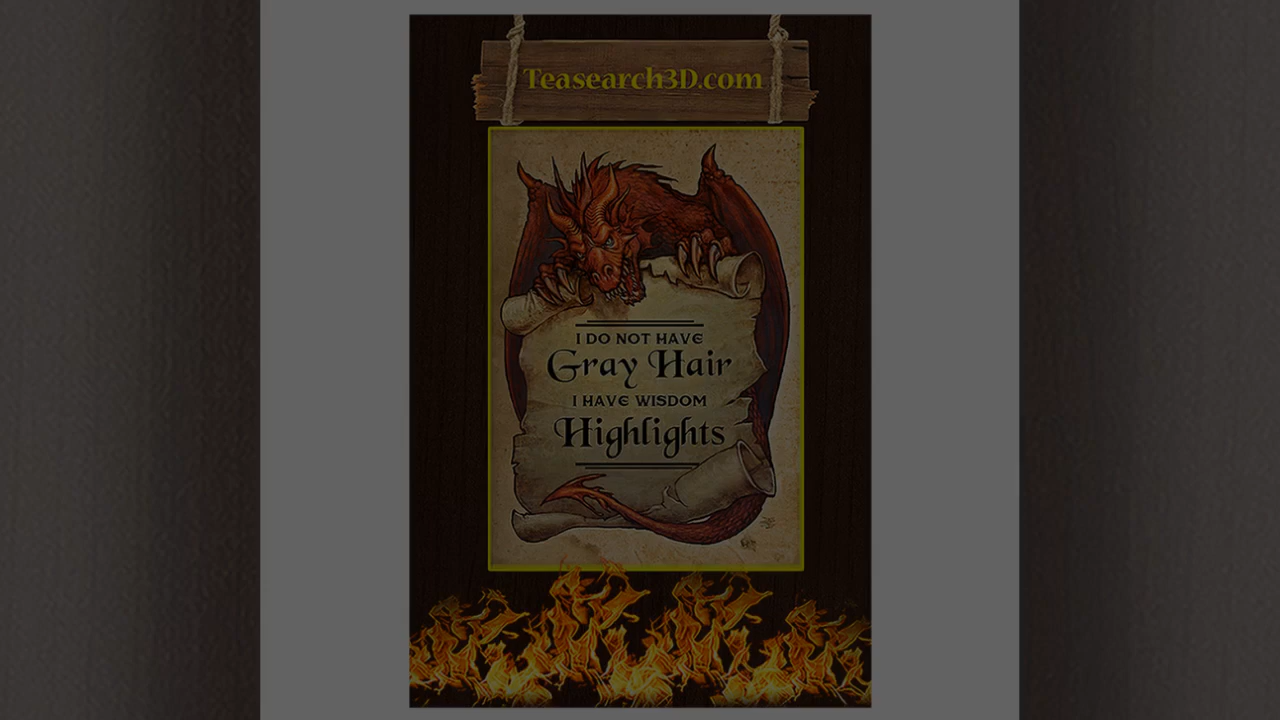 Teasearch3D.com
I DO NOT HAVE
Gray Hair
I HAVE WISDOM
Highlights